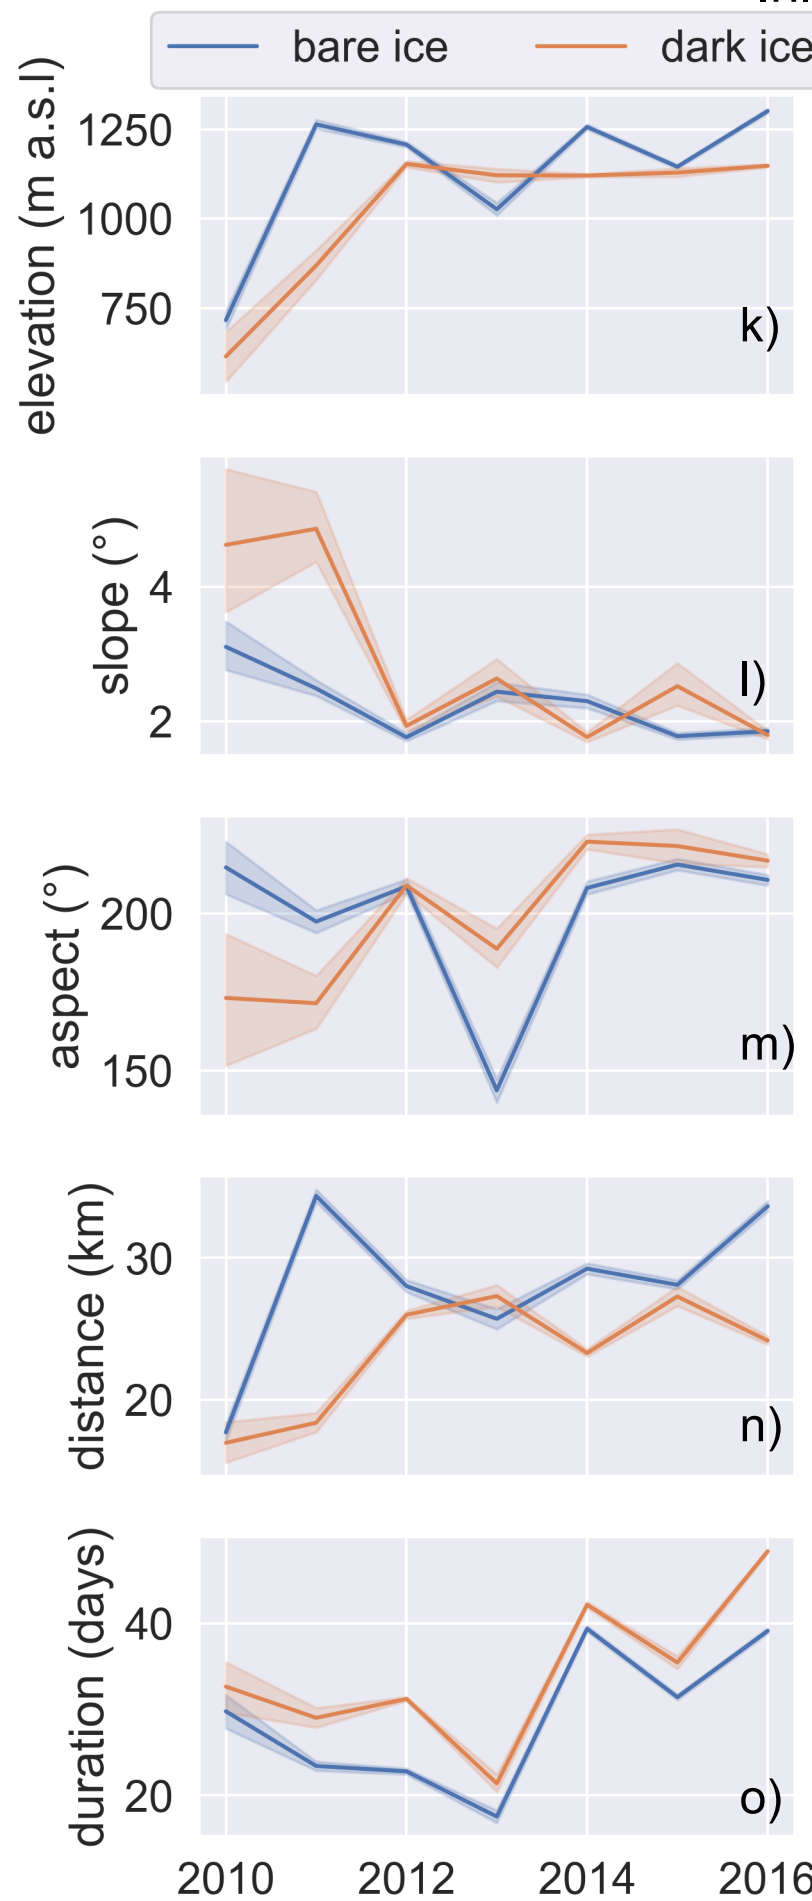 bare ice dark ice
elevation (m a.s.l)
1250
1000
750
k)
slope (°)
4
2
l)
aspect (°)
200
150
m)
distance (km)
30
20
n)
duration (days)
40
20
o)
2010 2012 2014 2016